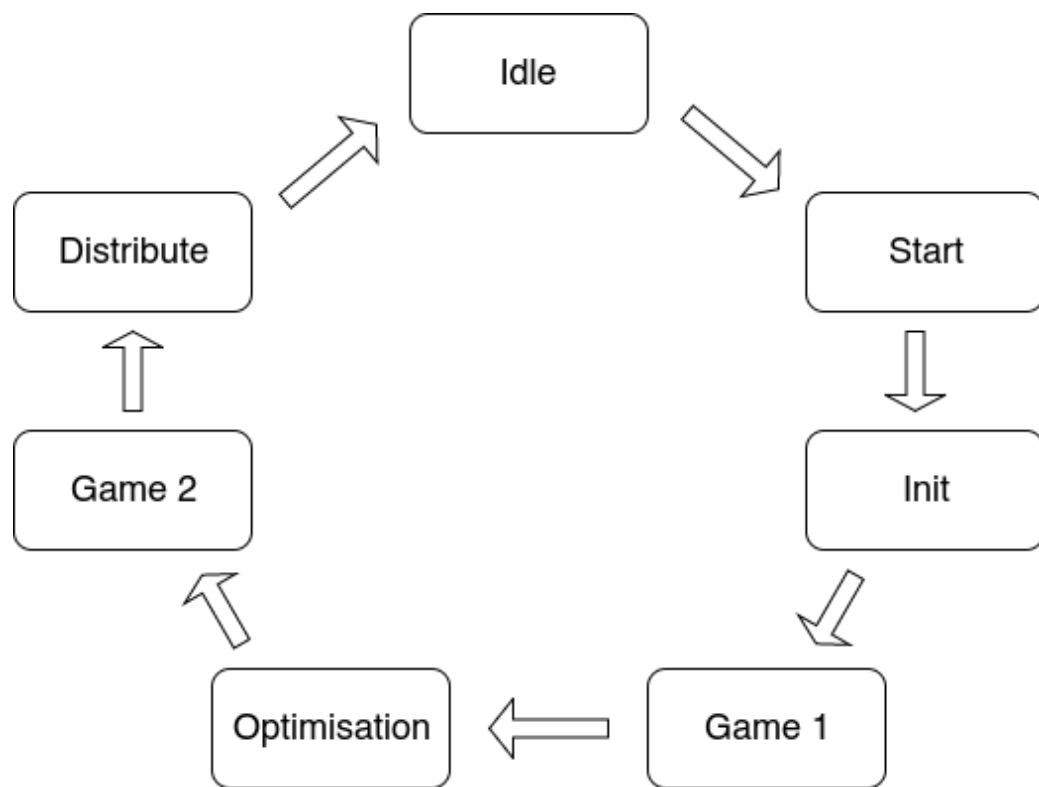 Idle
Distribute
Start
Game 2
Init
Optimisation
Game 1